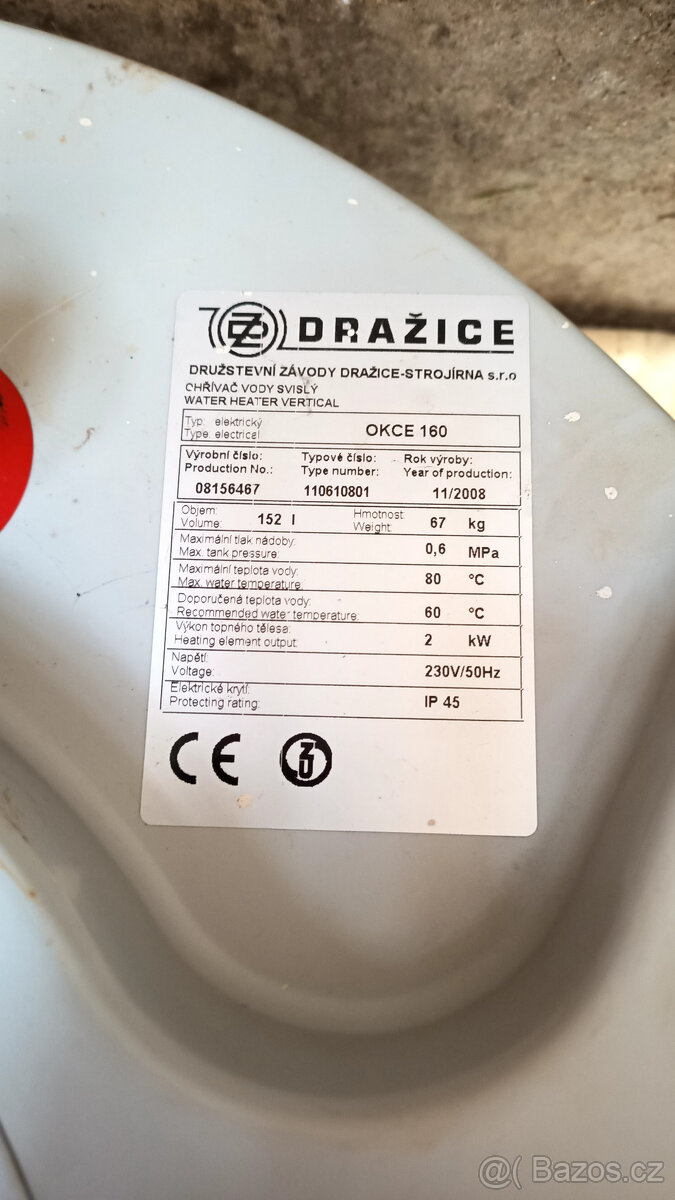 DRAŽICE
DRUŽSTEVNÍ ZÁVODY DRAŽICE-STROJÍRNA s.r.o
OHŘÍVAČ VODY SVISLÝ
WATER HEATER VERTICAL
Typ: elektrický
Type: electrical
OKCE 160
Výrobní číslo: Typové číslo: Rok výroby:
Production No.: Type number: Year of production:
08156467 110610801 11/2008
Objem:
Volume: 152 l
Hmotnost:
Weight: 67 kg
Maximální tlak nádoby:
Max. tank pressure: 0,6 MPa
Maximální teplota vody:
Max. water temperature: 80 °C
Doporučená teplota vody:
Recommended water temperature: 60 °C
Výkon topného tělesa:
Heating element output: 2 kW
Napětí:
Voltage: 230V/50Hz
Elektrické krytí:
Protecting rating: IP 45
CE
@( Bazoš.cz